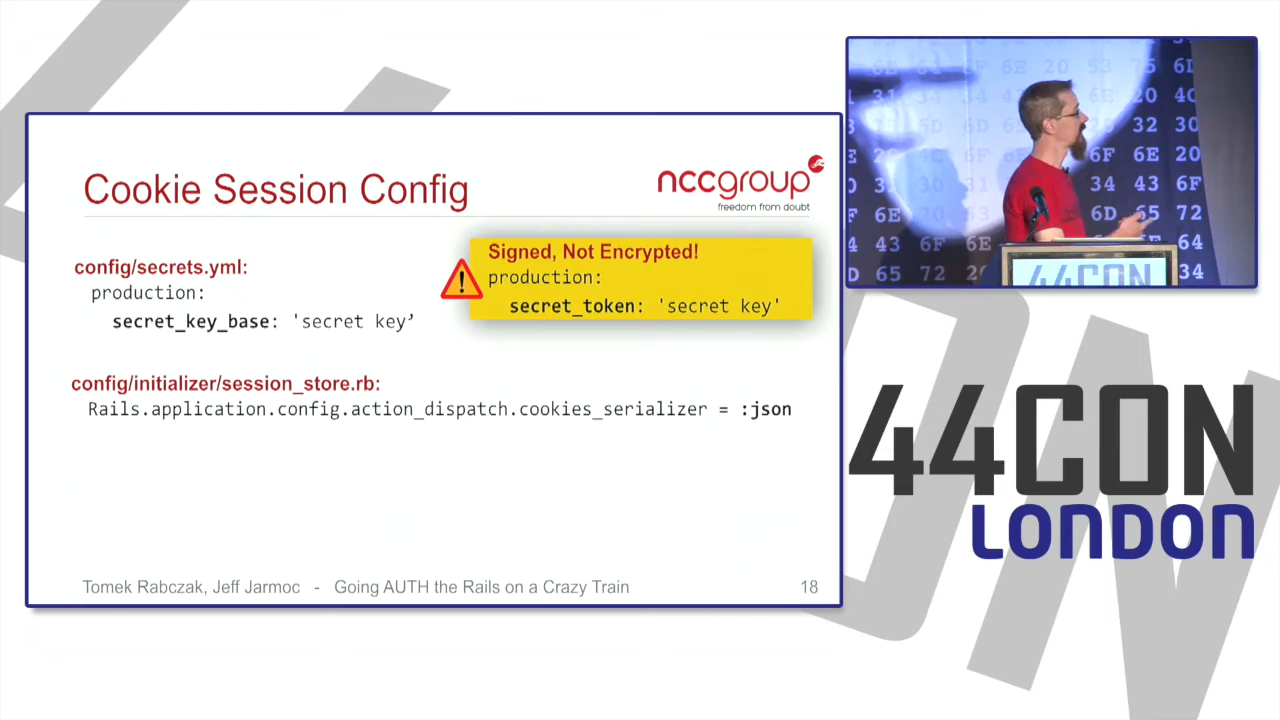 Cookie Session Config
nccgroup
freedom from doubt
config/secrets.yml:
production:
secret_key_base: 'secret key’
Signed, Not Encrypted!
production:
secret_token: 'secret key'
config/initializer/session_store.rb:
Rails.application.config.action_dispatch.cookies_serializer = :json
Tomek Rabczak, Jeff Jarmoc - Going AUTH the Rails on a Crazy Train
18
44CON
44CON
LONDON